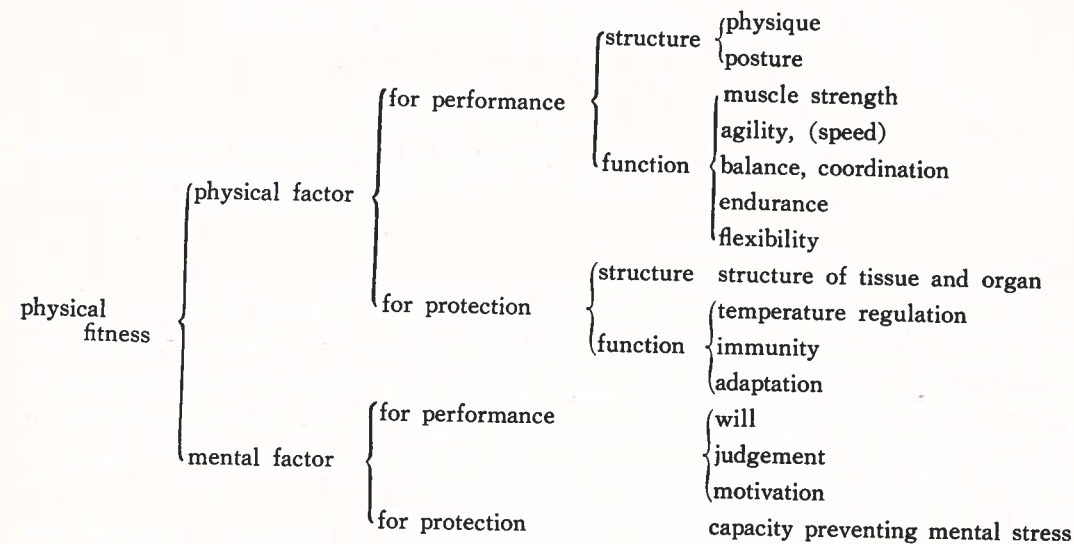 physique
structure
posture
muscle strength
for performance
agility, (speed)
function
balance, coordination
physical factor
endurance
flexibility
structure structure of tissue and organ
physical
fitness
for protection
temperature regulation
function
immunity
adaptation
for performance
will
mental factor
judgement
motivation
for protection
capacity preventing mental stress